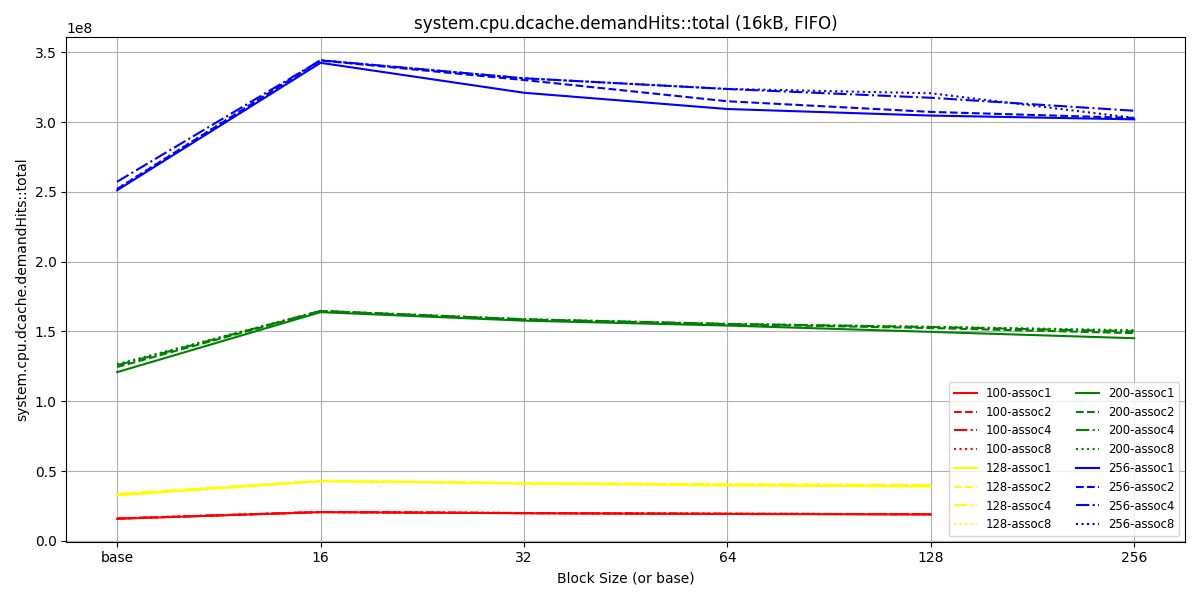 system.cpu.dcache.demandHits::total (16kB, FIFO)
1e8
3.5
3.0
2.5
2.0
1.5
1.0
0.5
0.0
system.cpu.dcache.demandHits::total
base 16 32 64 128 256
Block Size (or base)
100-assoc1
100-assoc2
100-assoc4
100-assoc8
128-assoc1
128-assoc2
128-assoc4
128-assoc8
200-assoc1
200-assoc2
200-assoc4
200-assoc8
256-assoc1
256-assoc2
256-assoc4
256-assoc8